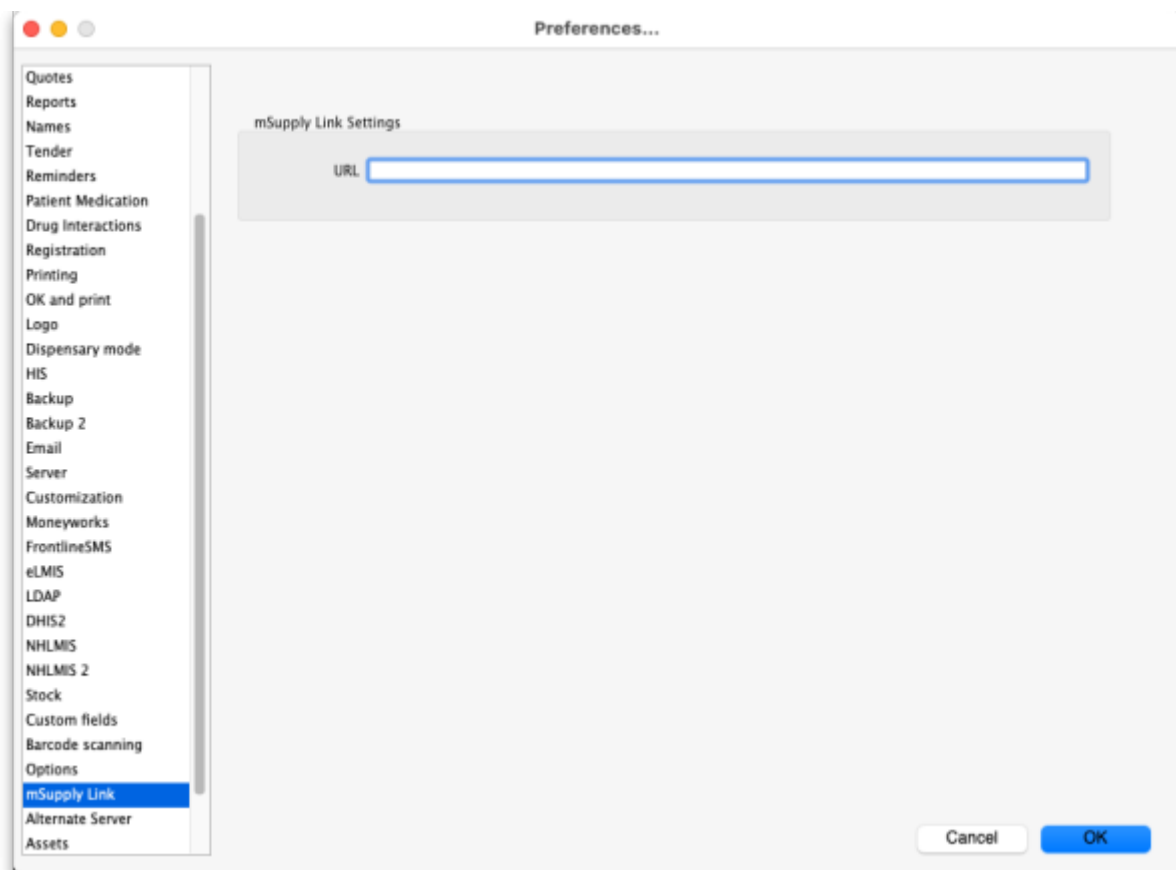 Preferences...
Quotes
Reports
Names
Tender
Reminders
Patient Medication
Drug Interactions
Registration
Printing
OK and print
Logo
Dispensary mode
HIS
Backup
Backup 2
Email
Server
Customization
Moneyworks
FrontlineSMS
eLMIS
LDAP
DHIS2
NHLMIS
NHLMIS 2
Stock
Custom fields
Barcode scanning
Options
mSupply Link
Alternate Server
Assets
mSupply Link Settings
URL
Cancel OK